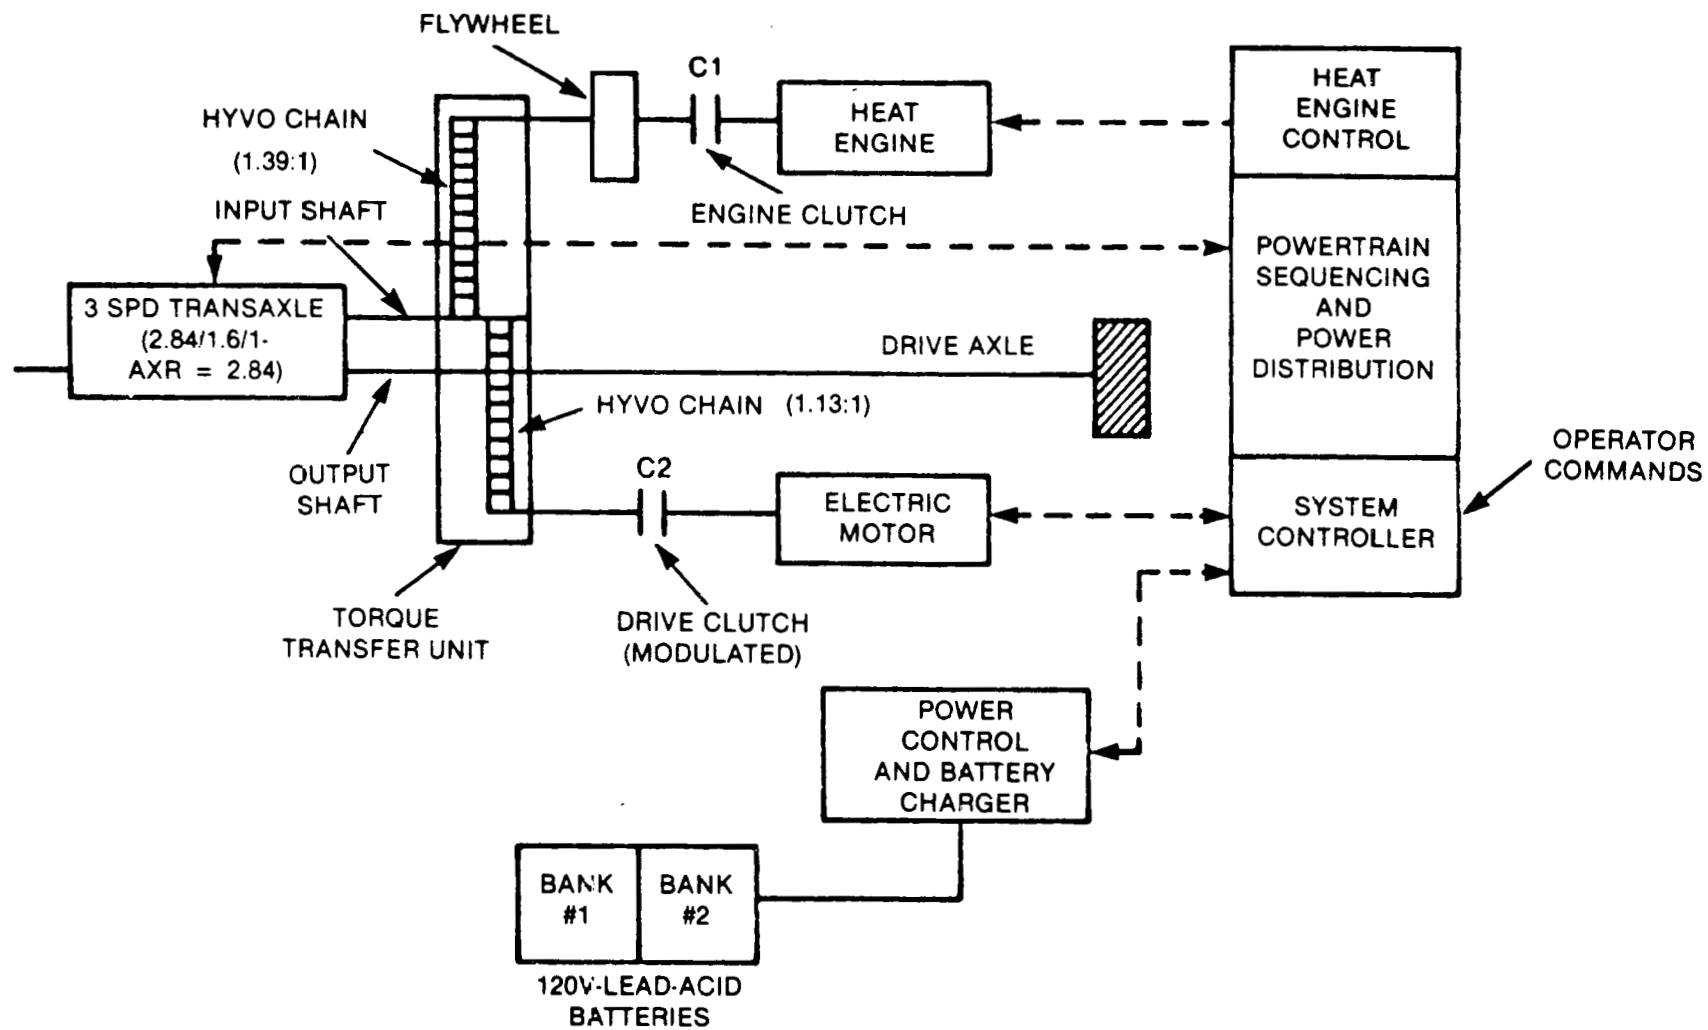 FLYWHEEL
C1
HEAT
ENGINE
HEAT
ENGINE
CONTROL
HYVO CHAIN
(1.39:1)
INPUT SHAFT
ENGINE CLUTCH
POWERTRAIN
SEQUENCING
AND
POWER
DISTRIBUTION
3 SPD TRANSAXLE
(2.84/1.6/1-
AXR = 2.84)
DRIVE AXLE
HYVO CHAIN (1.13:1)
OUTPUT
SHAFT
C2
ELECTRIC
MOTOR
SYSTEM
CONTROLLER
OPERATOR
COMMANDS
TORQUE
TRANSFER UNIT
DRIVE CLUTCH
(MODULATED)
POWER
CONTROL
AND BATTERY
CHARGER
BANK
#1
BANK
#2
120V-LEAD-ACID
BATTERIES